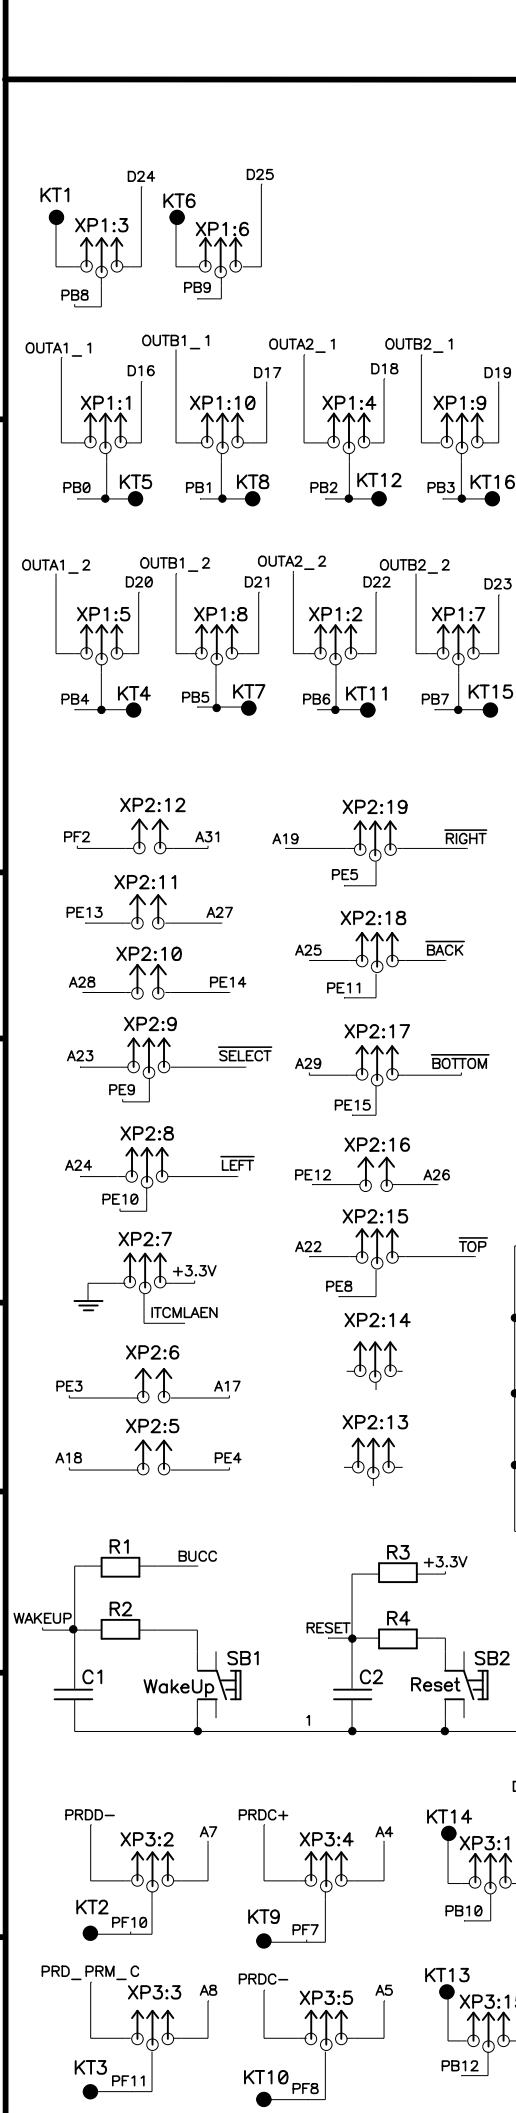 D24 D25
KT1 KT6
XP1:3 XP1:6
PB8 PB9
OUTA1_1 OUTB1_1 OUTA2_1 OUTB2_1
D16 D17 D18 D19
XP1:1 XP1:10 XP1:4 XP1:9
PB0 KT5 PB1 KT8 PB2 KT12 PB3 KT16
OUTA1_2 OUTB1_2 OUTA2_2 OUTB2_2
D20 D21 D22 D23
XP1:5 XP1:8 XP1:2 XP1:7
PB4 KT4 PB5 KT7 PB6 KT11 PB7 KT15
XP2:12 XP2:19
PF2 A31 A19 RIGHT
PE5
XP2:11 XP2:18
PE13 A27
A25 BACK
XP2:10
A28 PE14 PE11
XP2:9 XP2:17
A23 SELECT A29 BOTTOM
PE9 PE15
XP2:8 XP2:16
A24 LEFT PE12 A26
PE10
XP2:7 XP2:15
+3.3V A22 TOP
ITCMLAEN PE8
XP2:14
XP2:6
PE3 A17
XP2:5 XP2:13
A18 PE4
R1 BUCC R3 +3.3V
WAKEUP R2 RESET R4
C1 WakeUp SB1 C2 Reset SB2
1
PRDD- PRDC+ KT14
XP3:2 A7 XP3:4 A4 XP3:1
KT2 PF10 KT9 PF7 PB10
PRD_PRM_C PRDC- KT13
XP3:3 A8 XP3:5 A5
KT3 PF11 KT10 PF8 PB12